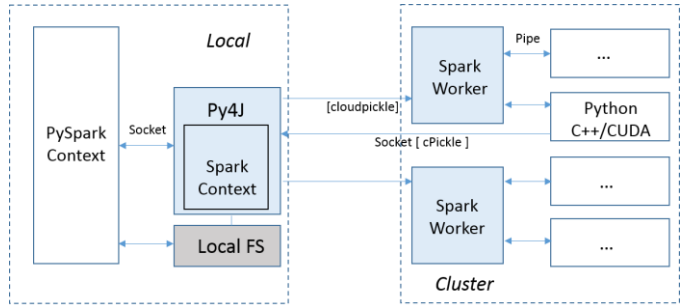 Local
PySpark
Context
Socket
Py4J
Spark
Context
Local FS
[cloudpickle]
Socket [ cPickle ]
Spark
Worker
Pipe
...
Python
C++/CUDA
Spark
Worker
...
...
Cluster